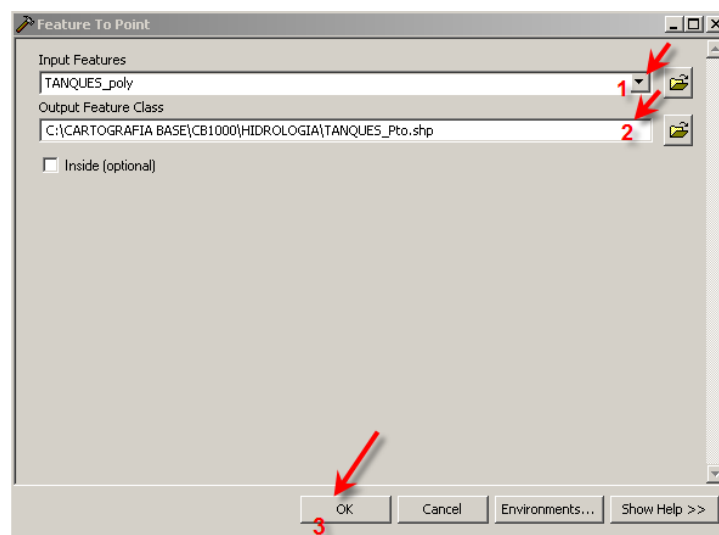 Feature To Point
Input Features
TANQUES_poly
1
Output Feature Class
C:\CARTOGRAFIA BASE\CB1000\HIDROLOGIA\TANQUES_Pto.shp
2
Inside (optional)
OK Cancel Environments... Show Help >>
3